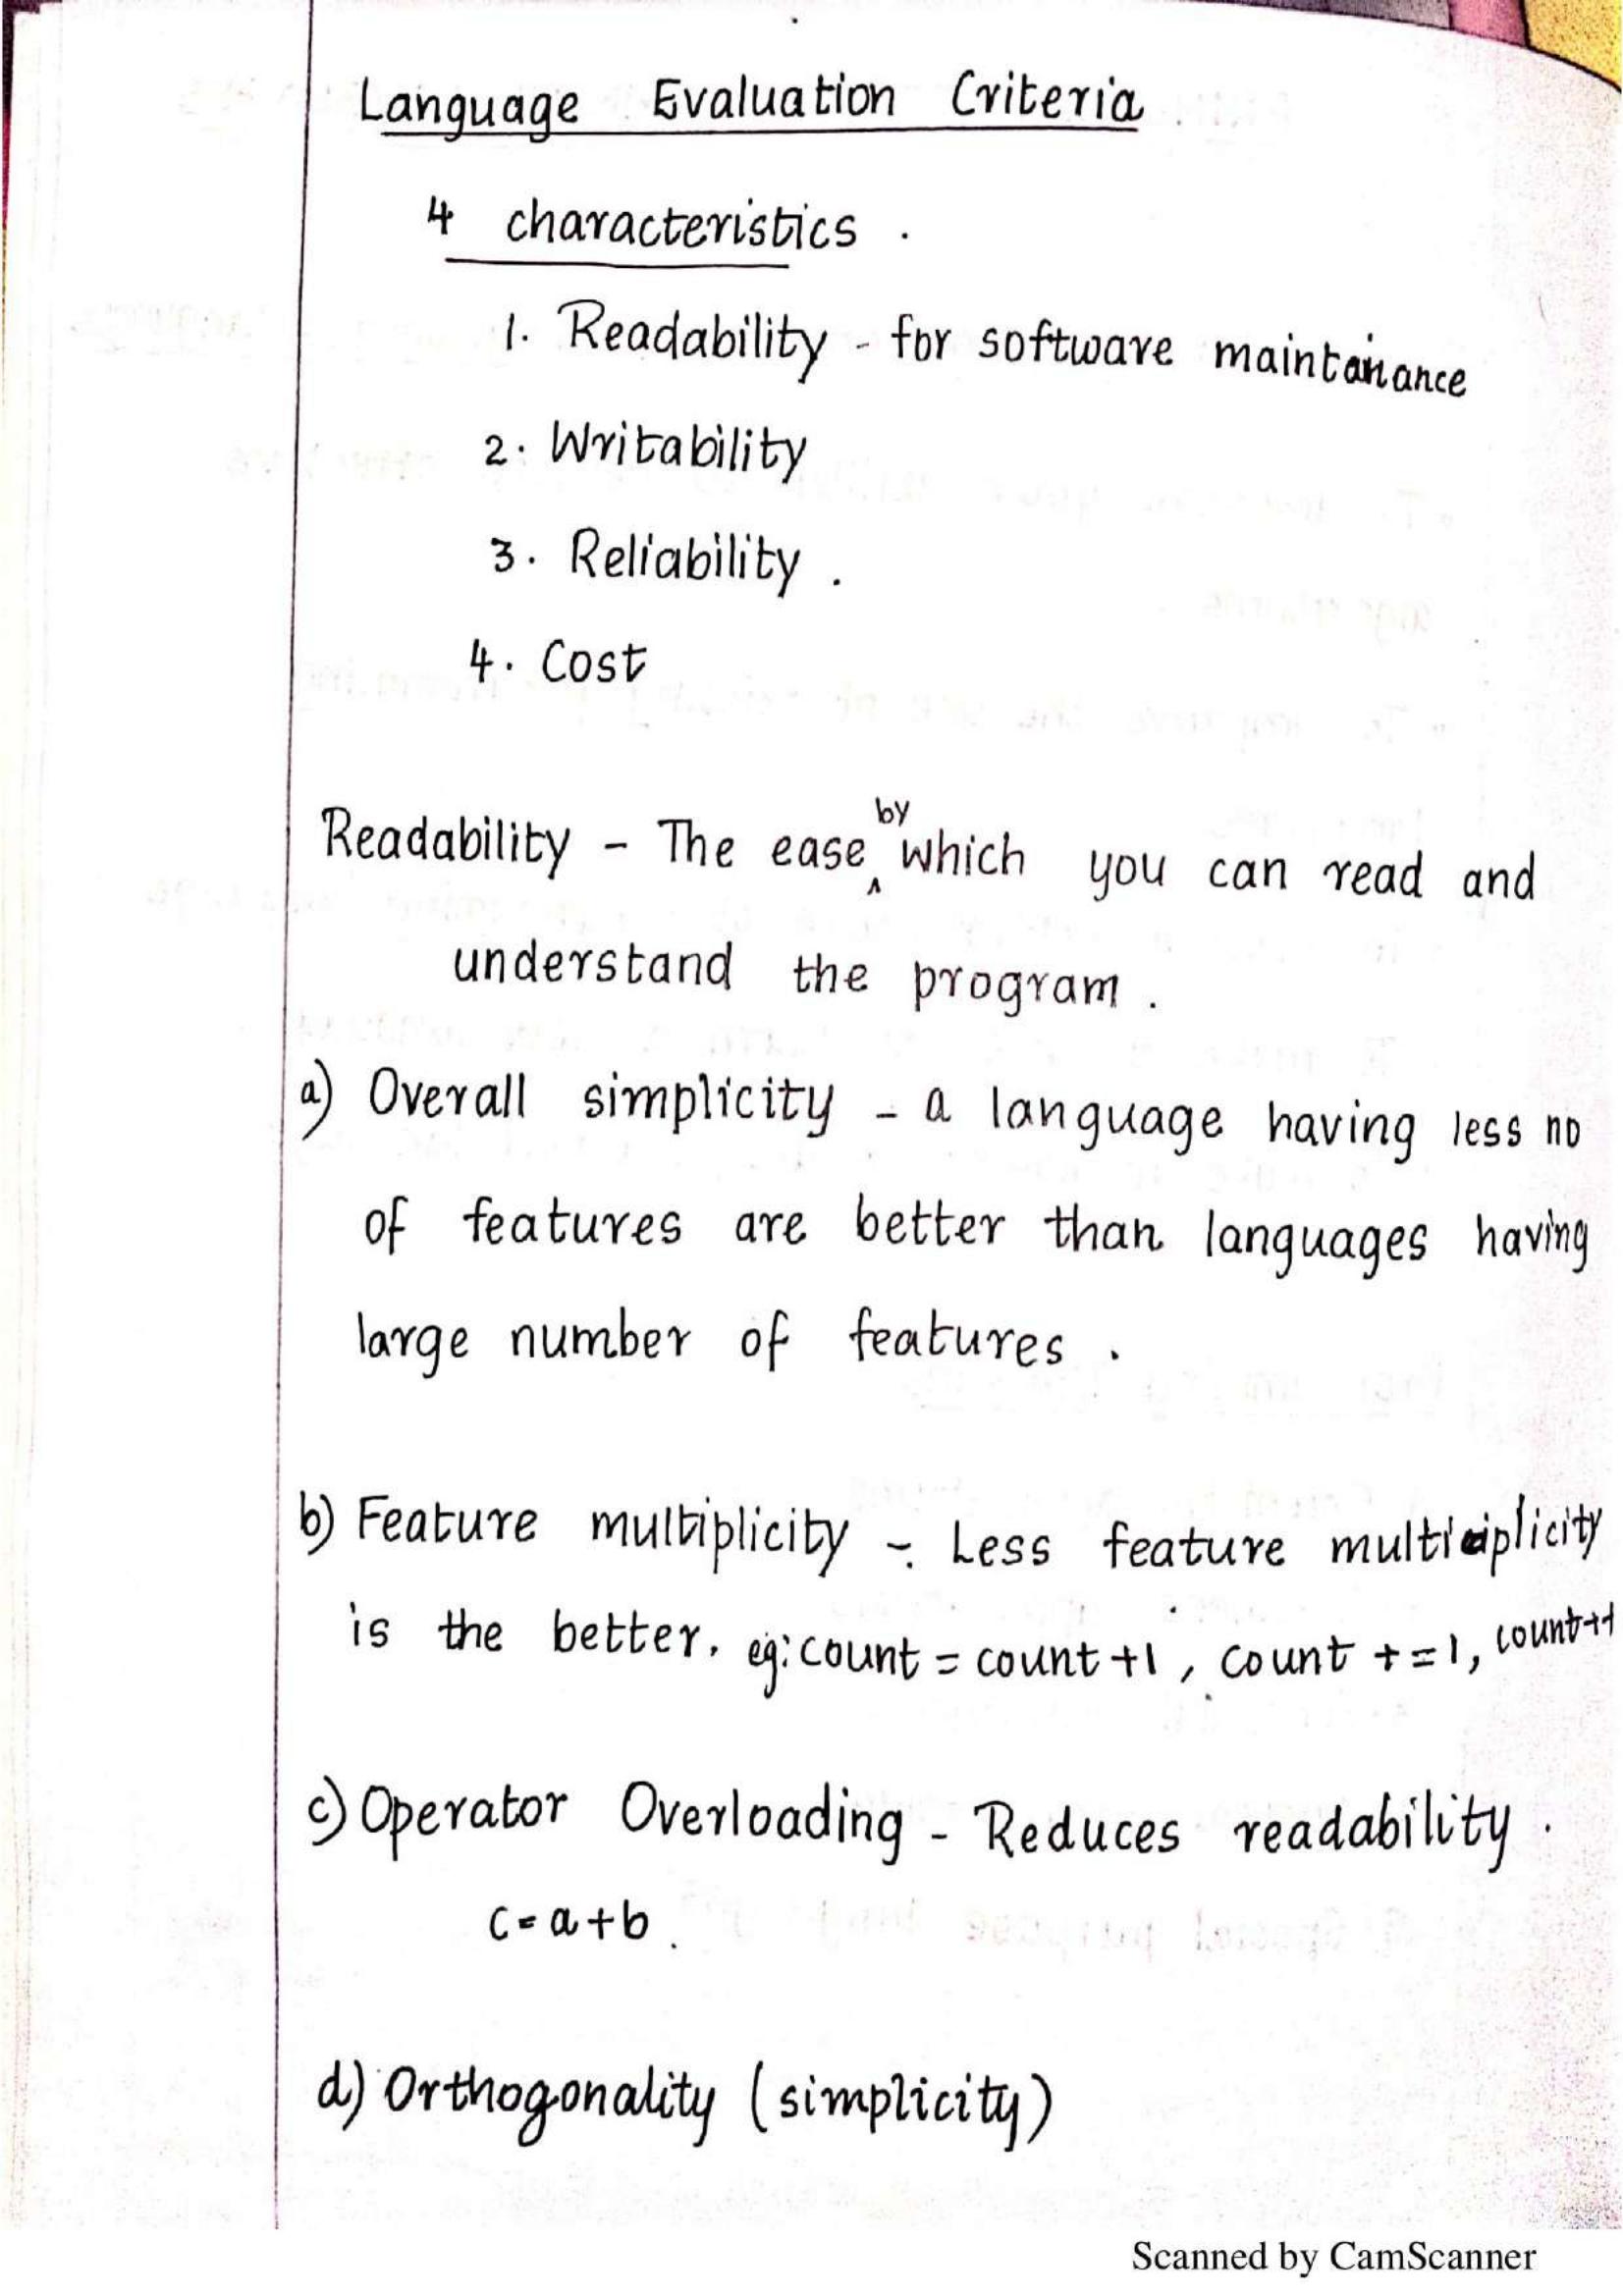 Language Evaluation Criteria
4 characteristics .
1. Readability - for software maintanance
2. Writability
3. Reliability .
4. Cost
Readability - The ease by which you can read and
understand the program .
a) Overall simplicity - a language having less no
of features are better than languages having
large number of features .
b) Feature multiplicity - Less feature multiplicity
is the better. eg: count = count +1 , count + = 1, count++
c) Operator Overloading - Reduces readability .
c = a+b .
d) Orthogonality (simplicity)
Scanned by CamScanner